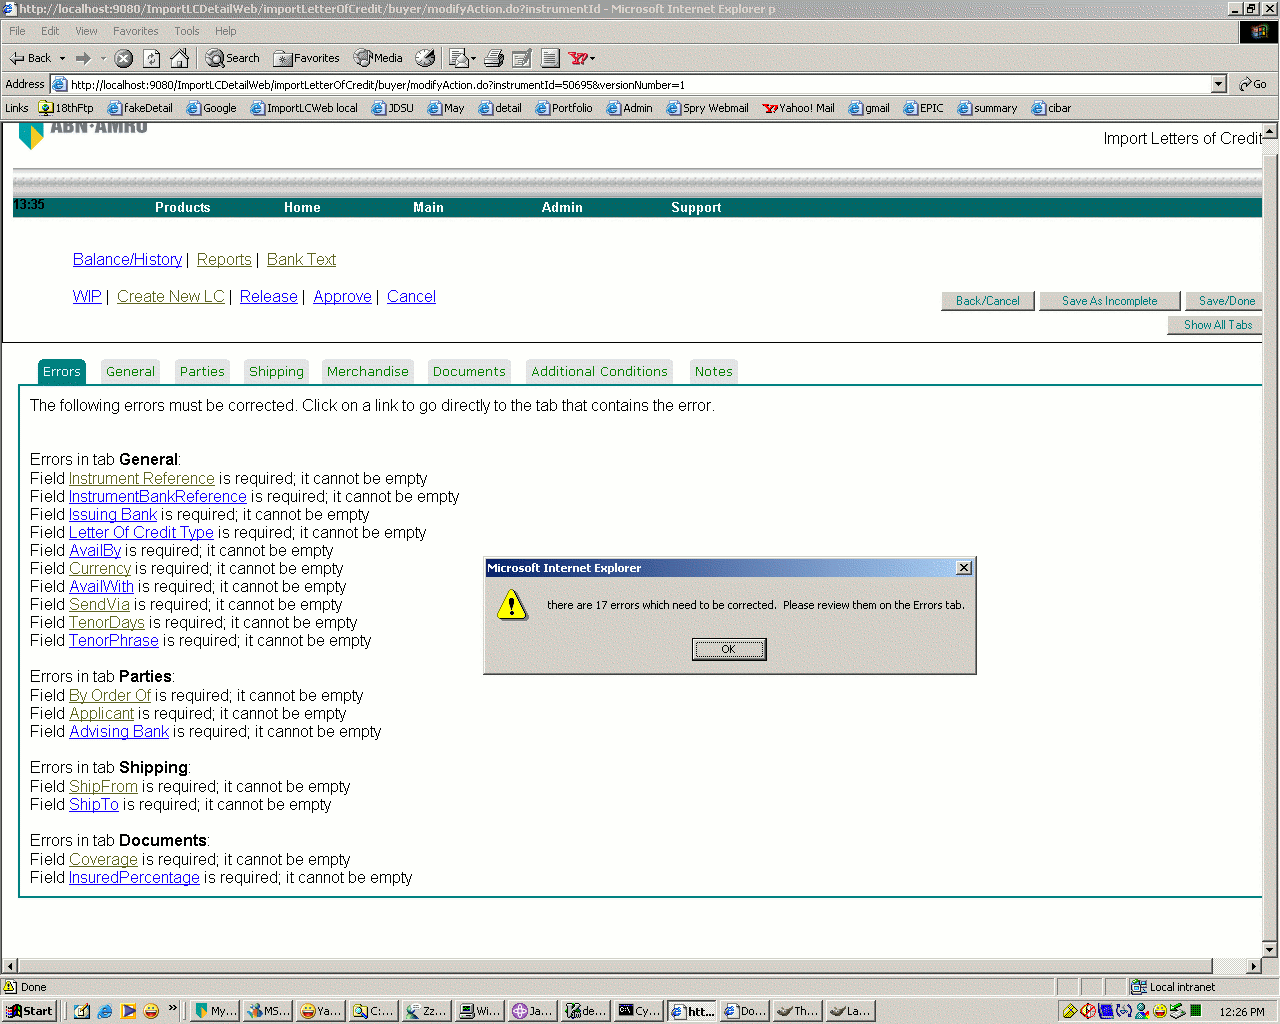 http://localhost:9080/ImportLCDetailWeb/importLetterOfCredit/buyer/modifyAction.do?instrumentId - Microsoft Internet Explorer p
File Edit View Favorites Tools Help
Back Search Favorites Media
Address http://localhost:9080/ImportLCDetailWeb/importLetterOfCredit/buyer/modifyAction.do?instrumentId=50695&versionNumber=1 Go
Links 18thFtp fakeDetail Google ImportLCWeb local JDSU May detail Portfolio Admin Spry Webmail Yahoo! Mail gmail EPIC summary cibar
ABN·AMRO
Import Letters of Credit
13:35 Products Home Main Admin Support
Balance/History | Reports | Bank Text
WIP | Create New LC | Release | Approve | Cancel
Back/Cancel Save As Incomplete Save/Done
Show All Tabs
Errors General Parties Shipping Merchandise Documents Additional Conditions Notes
The following errors must be corrected. Click on a link to go directly to the tab that contains the error.
Errors in tab General:
Field Instrument Reference is required; it cannot be empty
Field InstrumentBankReference is required; it cannot be empty
Field Issuing Bank is required; it cannot be empty
Field Letter Of Credit Type is required; it cannot be empty
Field AvailBy is required; it cannot be empty
Field Currency is required; it cannot be empty
Field AvailWith is required; it cannot be empty
Field SendVia is required; it cannot be empty
Field TenorDays is required; it cannot be empty
Field TenorPhrase is required; it cannot be empty
Errors in tab Parties:
Field By Order Of is required; it cannot be empty
Field Applicant is required; it cannot be empty
Field Advising Bank is required; it cannot be empty
Errors in tab Shipping:
Field ShipFrom is required; it cannot be empty
Field ShipTo is required; it cannot be empty
Errors in tab Documents:
Field Coverage is required; it cannot be empty
Field InsuredPercentage is required; it cannot be empty
Microsoft Internet Explorer
there are 17 errors which need to be corrected. Please review them on the Errors tab.
OK
Done Local intranet
Start My... MS... Ya... C:... Zz... Wi... Ja... de... Cy... htt... Do... Th... La... 12:26 PM